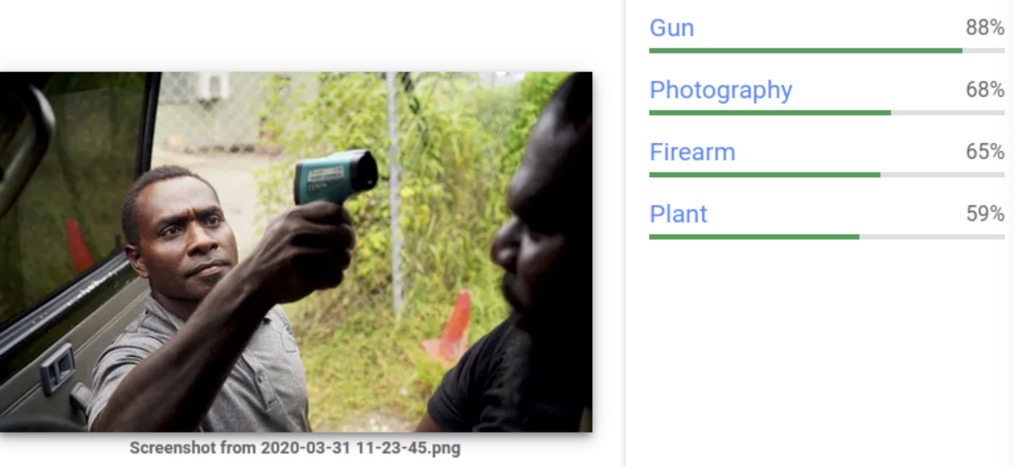 Gun 88%
Photography 68%
Firearm 65%
Plant 59%
Screenshot from 2020-03-31 11-23-45.png